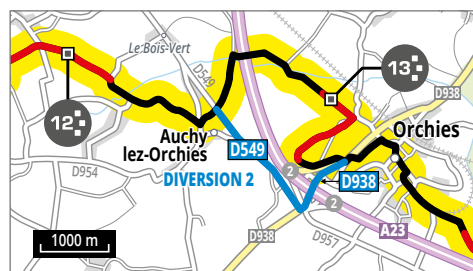 Le Bois-Vert
D549
13
D938
12
Auchy
lez-Orchies
Orchies
D549
D954
DIVERSION 2
2
D938
2
A23
1000 m
D938
D957